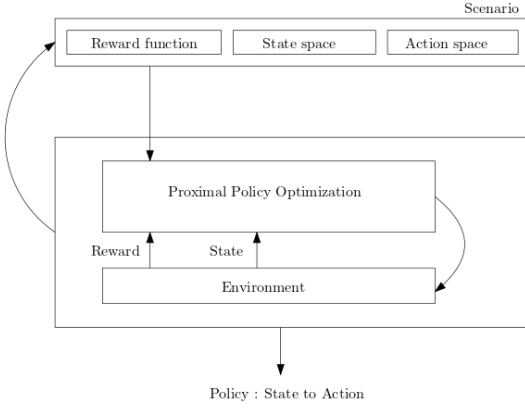 Scenario
Reward function State space Action space
Proximal Policy Optimization
Reward State
Environment
Policy : State to Action